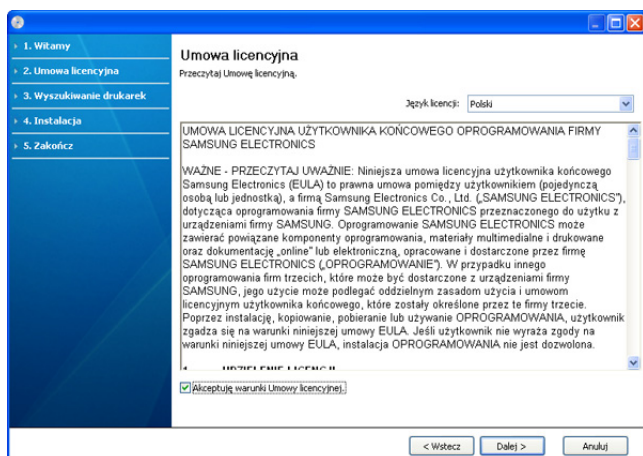 1. Witamy
2. Umowa licencyjna
3. Wyszukiwanie drukarek
4. Instalacja
5. Zakończ
Umowa licencyjna
Przeczytaj Umowę licencyjną.
Język licencji: Polski
UMOWA LICENCYJNA UŻYTKOWNIKA KOŃCOWEGO OPROGRAMOWANIA FIRMY
SAMSUNG ELECTRONICS
WAŻNE - PRZECZYTAJ UWAŻNIE: Niniejsza umowa licencyjna użytkownika końcowego
Samsung Electronics (EULA) to prawna umowa pomiędzy użytkownikiem (pojedynczą
osobą lub jednostką), a firmą Samsung Electronics Co., Ltd. („SAMSUNG ELECTRONICS”),
dotycząca oprogramowania firmy SAMSUNG ELECTRONICS przeznaczonego do użytku z
urządzeniami firmy SAMSUNG. Oprogramowanie SAMSUNG ELECTRONICS może
zawierać powiązane komponenty oprogramowania, materiały multimedialne i drukowane
oraz dokumentację „online” lub elektroniczną, opracowane i dostarczone przez firmę
SAMSUNG ELECTRONICS („OPROGRAMOWANIE”). W przypadku innego
oprogramowania firm trzecich, które może być dostarczone z urządzeniami firmy
SAMSUNG, jego użycie może podlegać oddzielnym zasadom użycia i umowom
licencyjnym użytkownika końcowego, które zostały określone przez te firmy trzecie.
Poprzez instalację, kopiowanie, pobieranie lub używanie OPROGRAMOWANIA, użytkownik
zgadza się na warunki niniejszej umowy EULA. Jeśli użytkownik nie wyraża zgody na
warunki niniejszej umowy EULA, instalacja OPROGRAMOWANIA nie jest dozwolona.
1. UDZIELENIE LICENCJI
Akceptuję warunki Umowy licencyjnej.
< Wstecz Dalej > Anuluj